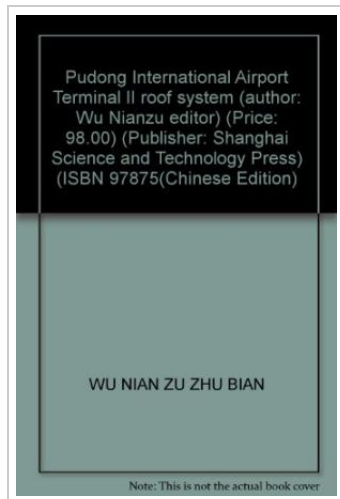 Pudong International Airport
Terminal II roof system (author:
Wu Nianzu editor) (Price:
98.00) (Publisher: Shanghai
Science and Technology Press)
(ISBN 97875(Chinese Edition)
WU NIAN ZU ZHU BIAN
Note: This is not the actual book cover